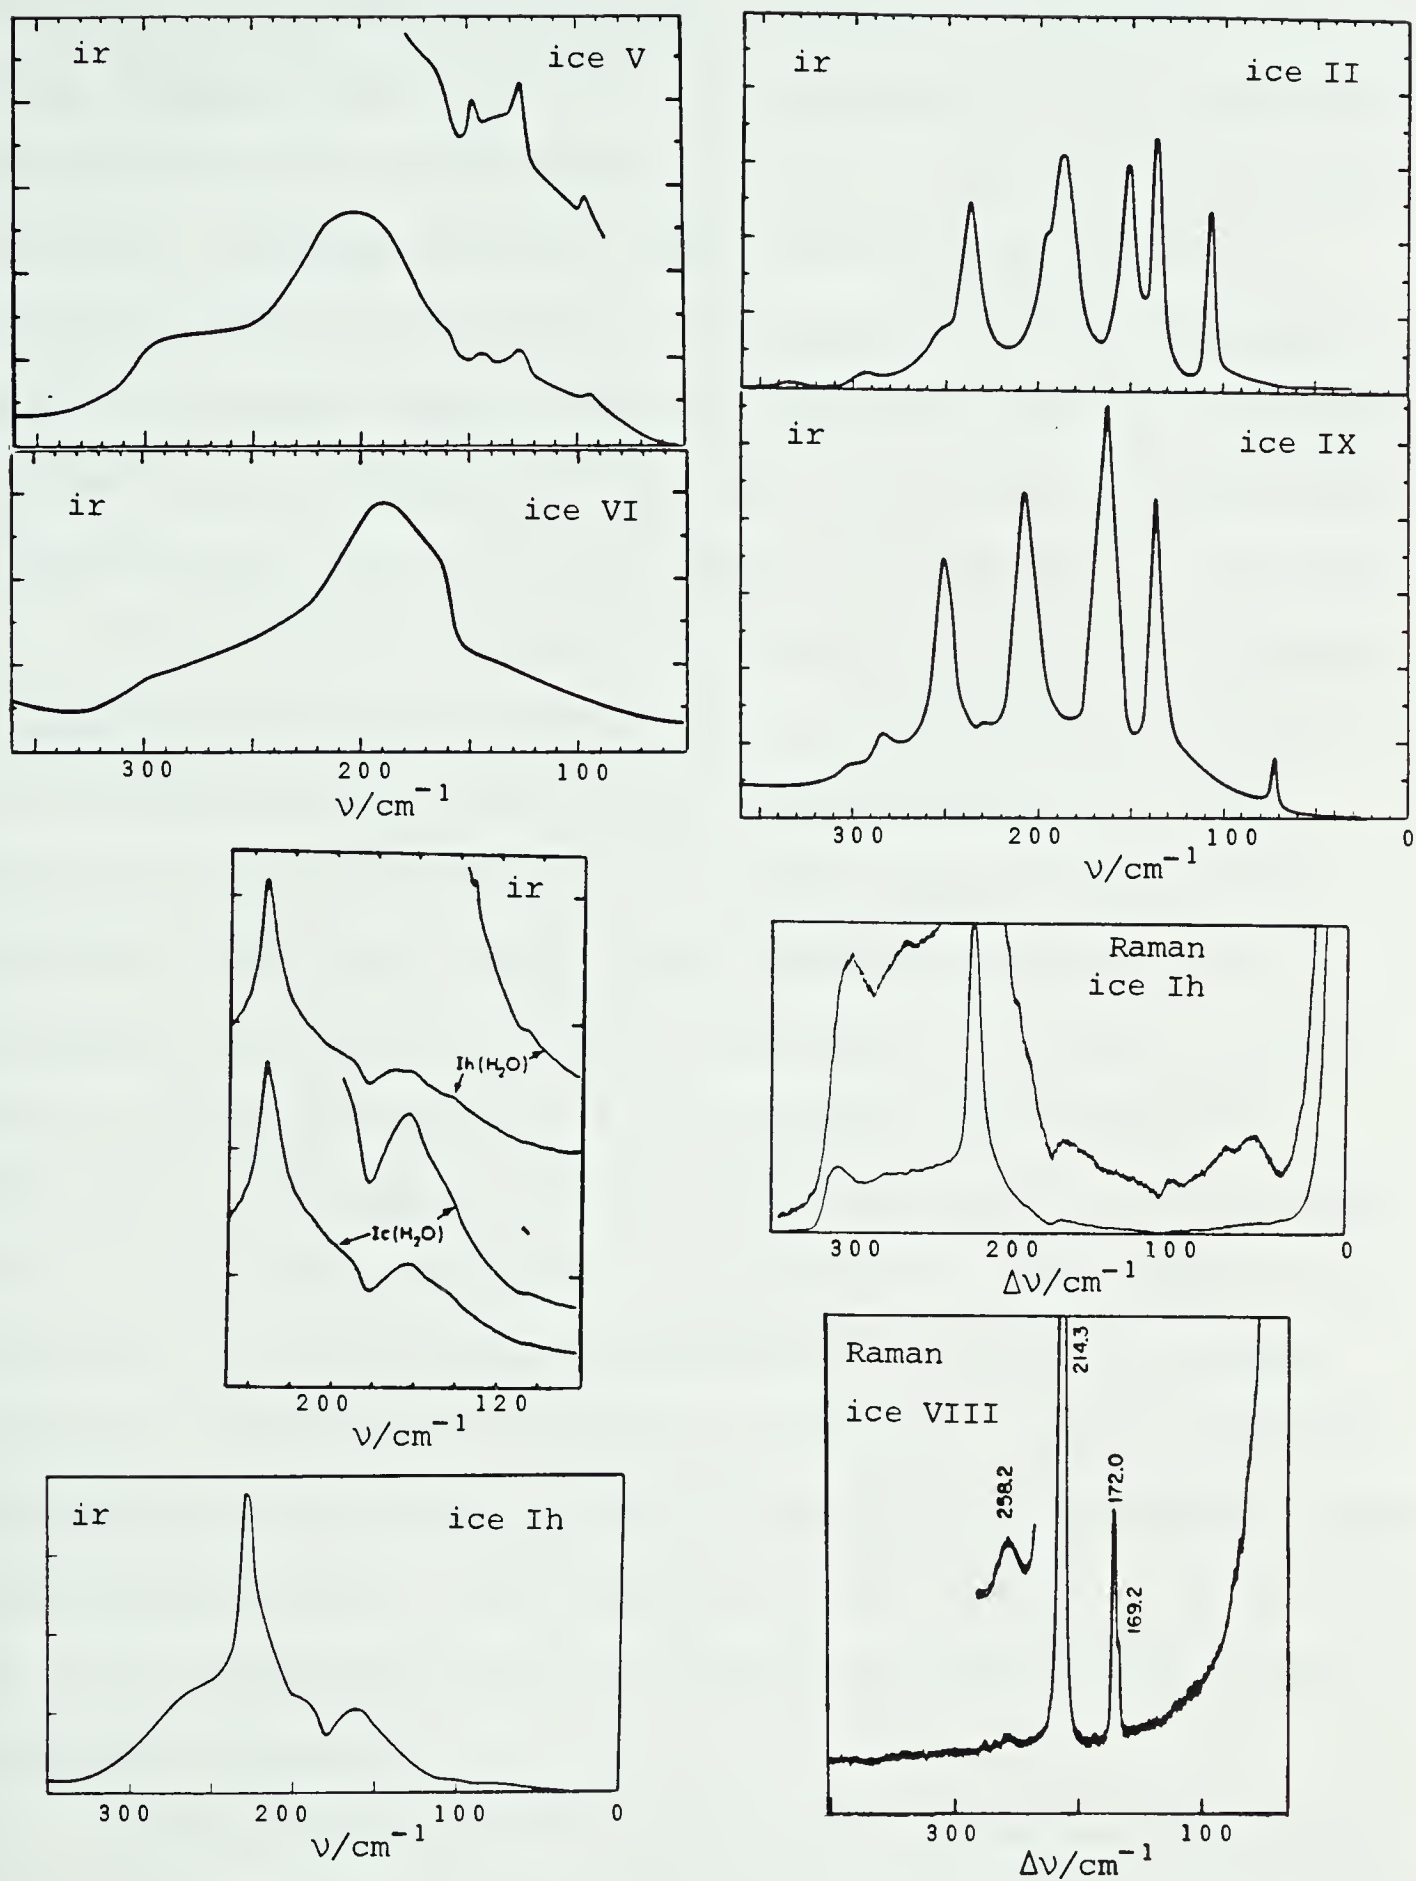 ir
ice V
ir
ice VI
300
200
100
ν/cm⁻¹
ir
ice II
ir
ice IX
300
200
100
0
ν/cm⁻¹
ir
Ih(H₂O)
Ic(H₂O)
200
120
ν/cm⁻¹
Raman
ice Ih
300
200
100
0
Δν/cm⁻¹
ir
ice Ih
300
200
100
0
ν/cm⁻¹
Raman
ice VIII
258.2
214.3
172.0
169.2
300
100
Δν/cm⁻¹